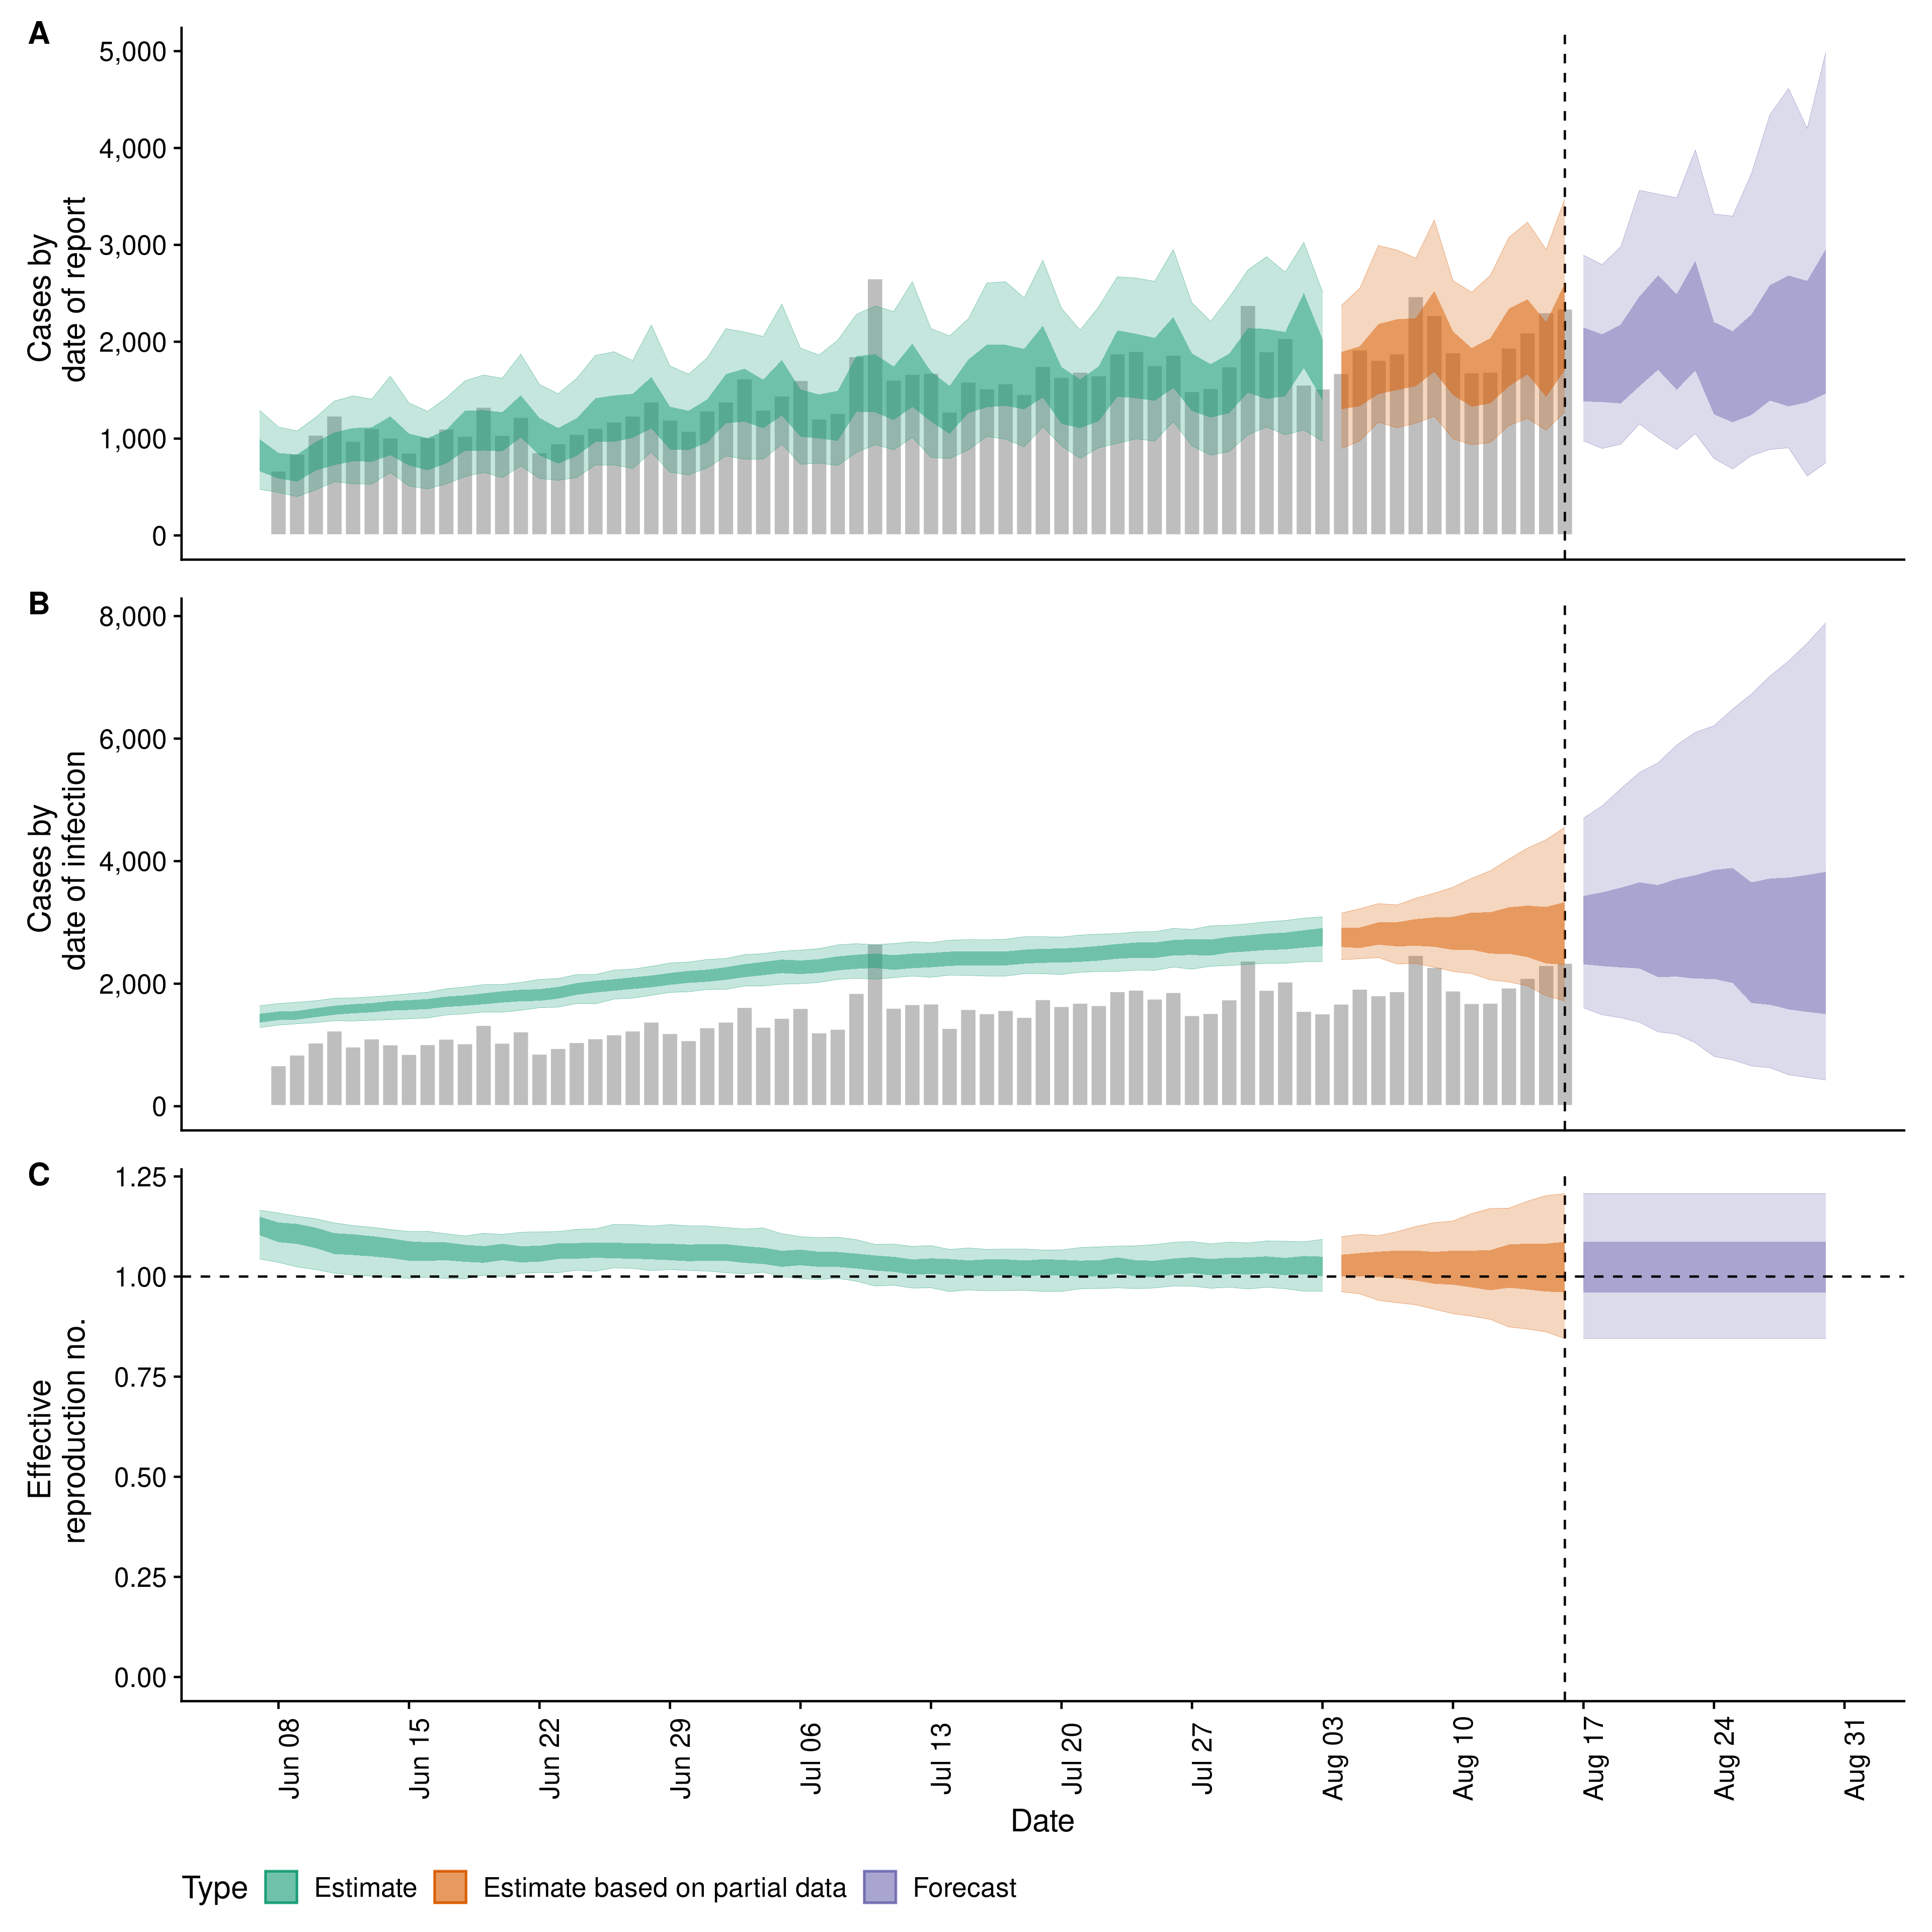 A
5,000
4,000
3,000
2,000
1,000
0
Cases by
date of report
B
8,000
6,000
4,000
2,000
0
Cases by
date of infection
C
1.25
1.00
0.75
0.50
0.25
0.00
Effective
reproduction no.
Jun 08
Jun 15
Jun 22
Jun 29
Jul 06
Jul 13
Jul 20
Jul 27
Aug 03
Aug 10
Aug 17
Aug 24
Aug 31
Date
Type Estimate Estimate based on partial data Forecast